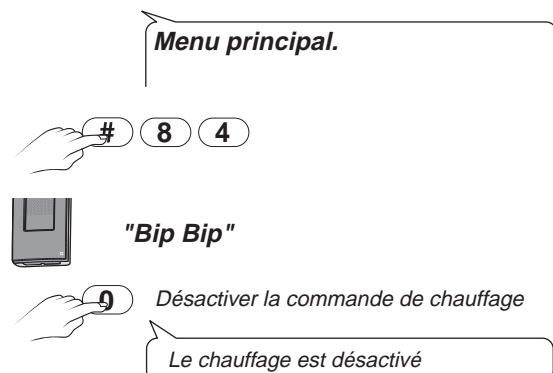 Menu principal.
# 8 4
"Bip Bip"
0 Désactiver la commande de chauffage
Le chauffage est désactivé